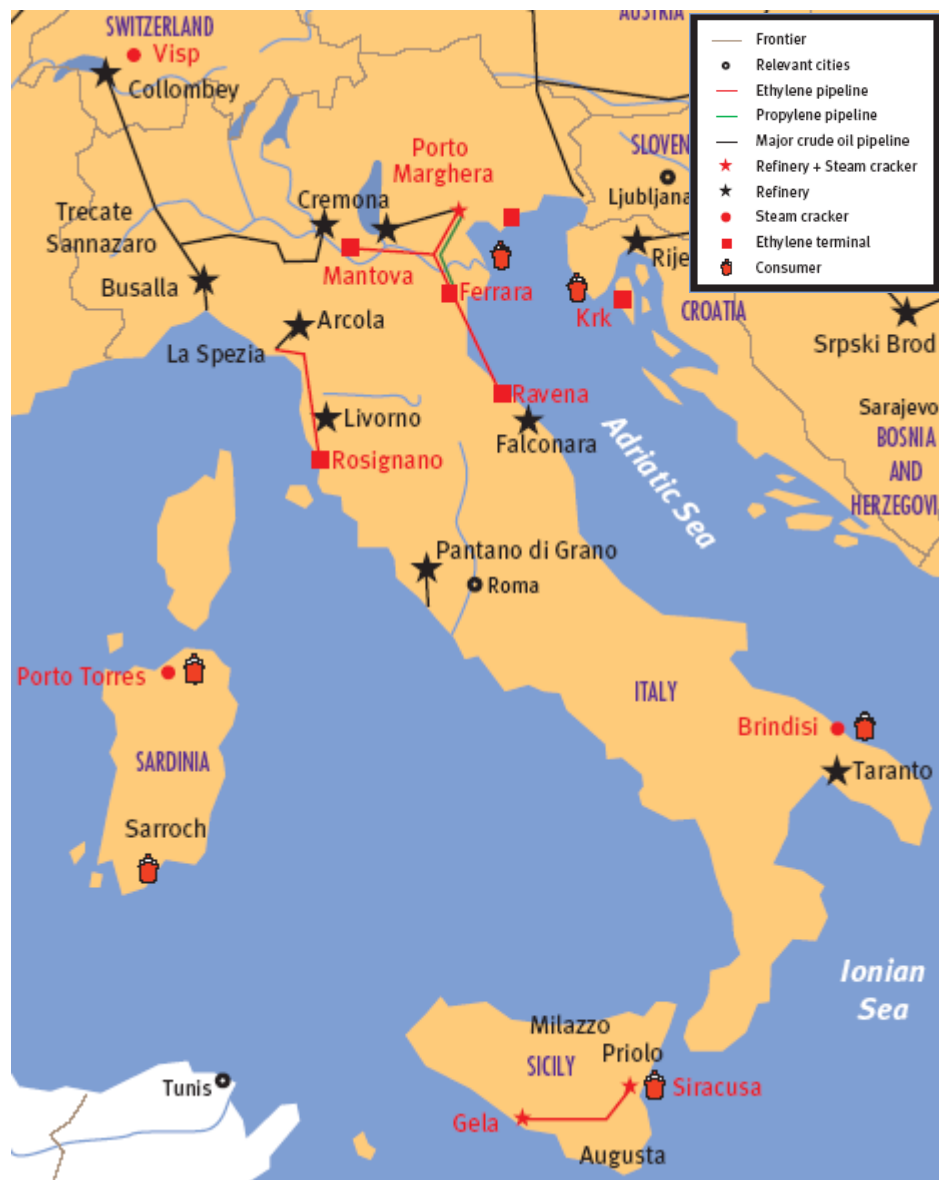 AUSTRIA
SWITZERLAND
Visp
Collombey
Frontier
Relevant cities
Ethylene pipeline
Propylene pipeline
Major crude oil pipeline
Refinery + Steam cracker
Refinery
Steam cracker
Ethylene terminal
Consumer
SLOVEN
Ljubljana
Porto
Marghera
Cremona
Trecate
Sannazaro
Mantova
Busalla
Ferrara
Rije
Krk
CROATIA
Arcola
La Spezia
Srpski Brod
Ravena
Livorno
Falconara
Sarajevo
BOSNIA
AND
HERZEGOVI
Rosignano
Adriatic Sea
Pantano di Grano
Roma
Porto Torres
ITALY
Brindisi
SARDINIA
Taranto
Sarroch
Ionian
Sea
Milazzo
Priolo
SICILY
Siracusa
Tunis
Gela
Augusta